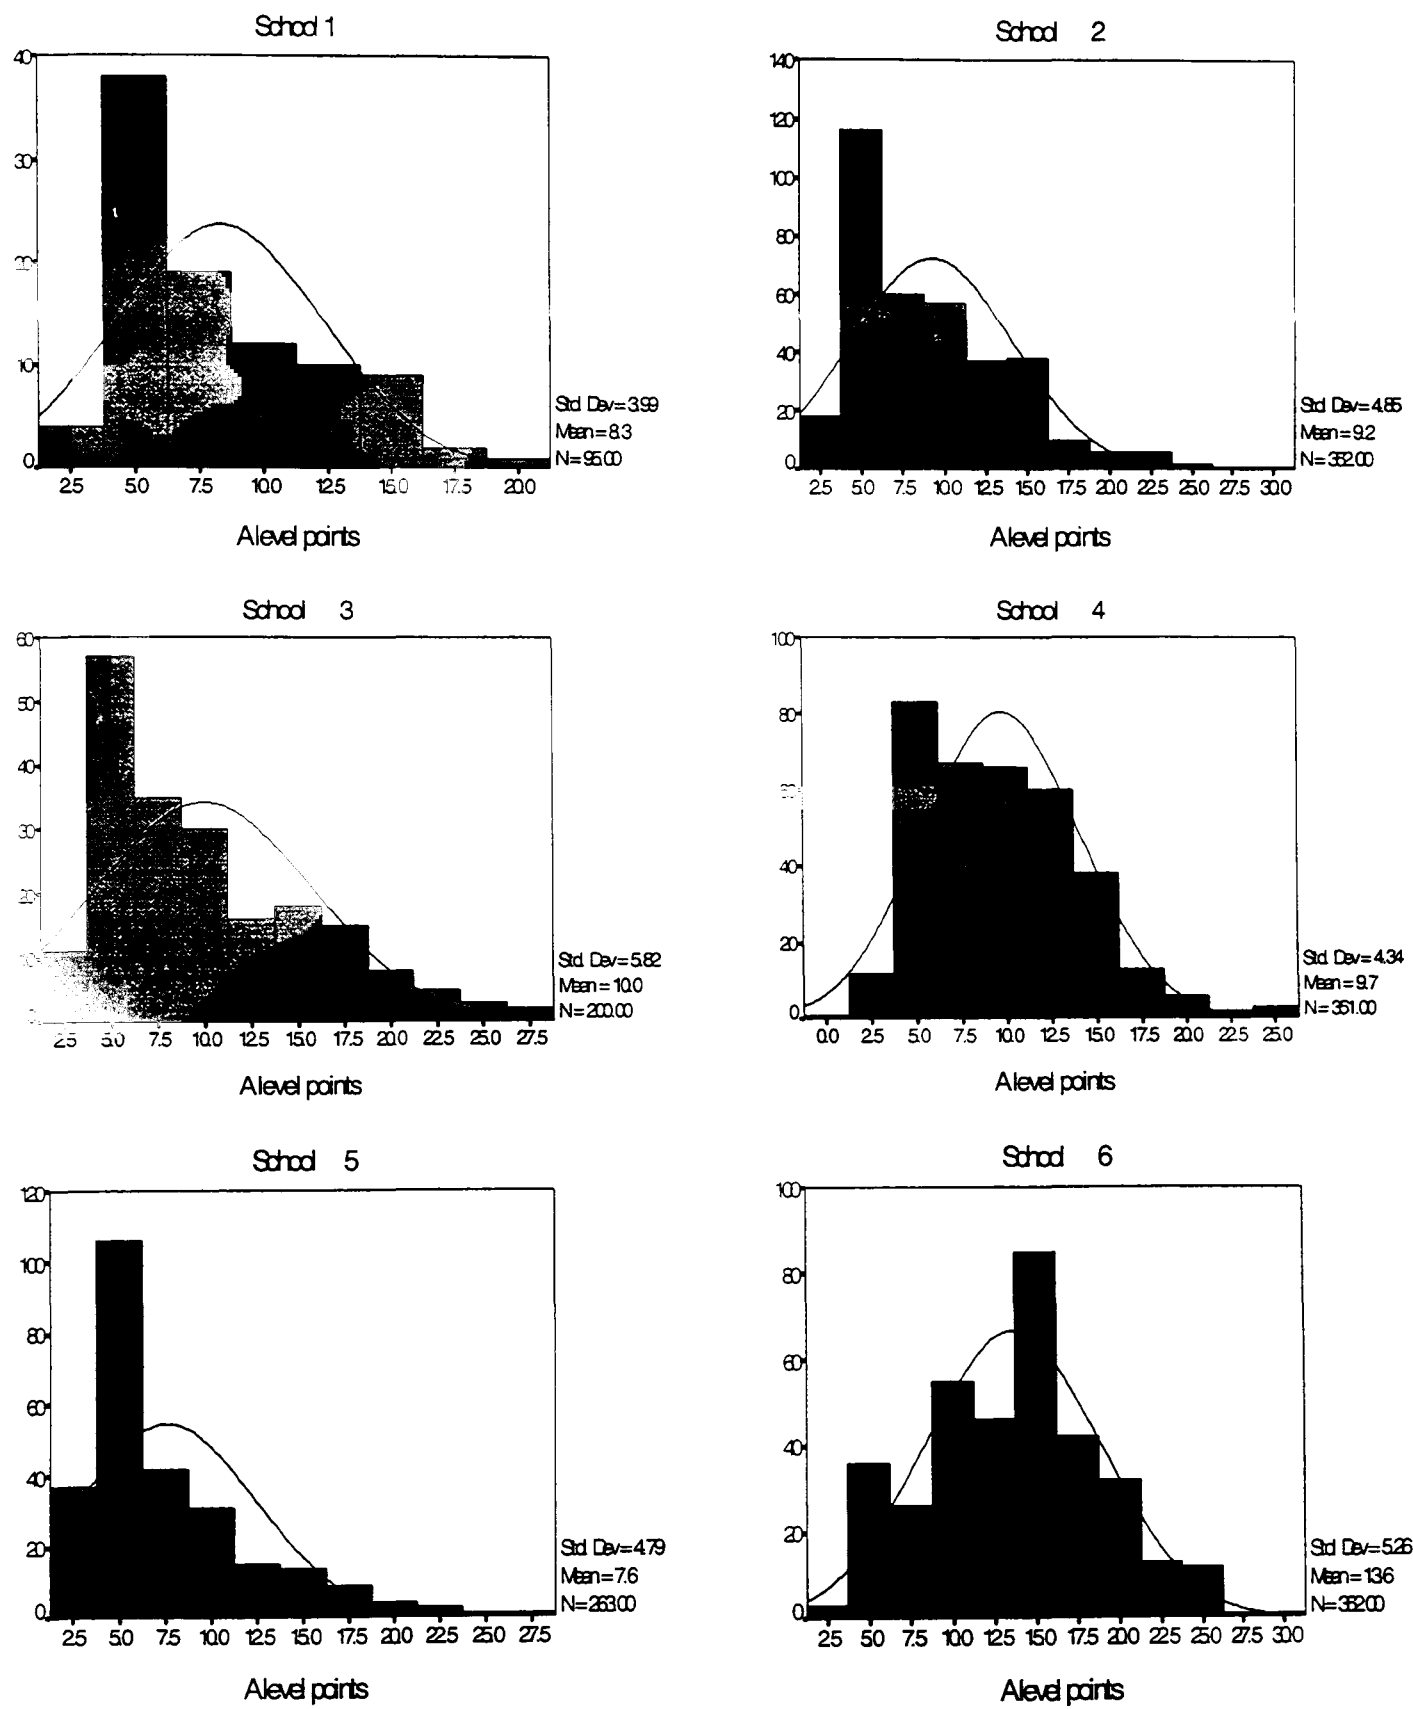 School 1
40
30
20
10
0
2.5 5.0 7.5 10.0 12.5 15.0 17.5 20.0
Std. Dev = 3.99
Mean = 8.3
N = 95.00
A level points
School 2
140
120
100
80
60
40
20
0
2.5 5.0 7.5 10.0 12.5 15.0 17.5 20.0 22.5 25.0 27.5 30.0
Std. Dev = 4.85
Mean = 9.2
N = 352.00
A level points
School 3
60
50
40
30
20
10
0
2.5 5.0 7.5 10.0 12.5 15.0 17.5 20.0 22.5 25.0 27.5
Std. Dev = 5.82
Mean = 10.0
N = 200.00
A level points
School 4
100
80
60
40
20
0
0.0 2.5 5.0 7.5 10.0 12.5 15.0 17.5 20.0 22.5 25.0
Std. Dev = 4.34
Mean = 9.7
N = 351.00
A level points
School 5
120
100
80
60
40
20
0
2.5 5.0 7.5 10.0 12.5 15.0 17.5 20.0 22.5 25.0 27.5
Std. Dev = 4.79
Mean = 7.6
N = 263.00
A level points
School 6
100
80
60
40
20
0
2.5 5.0 7.5 10.0 12.5 15.0 17.5 20.0 22.5 25.0 27.5 30.0
Std. Dev = 5.26
Mean = 13.6
N = 352.00
A level points